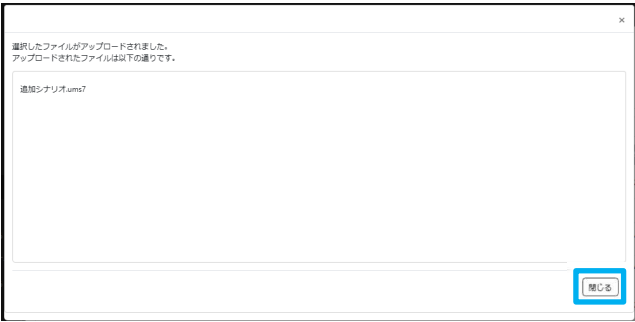 ×
選択したファイルがアップロードされました。
アップロードされたファイルは以下の通りです。
追加シナリオ.ums7
閉じる